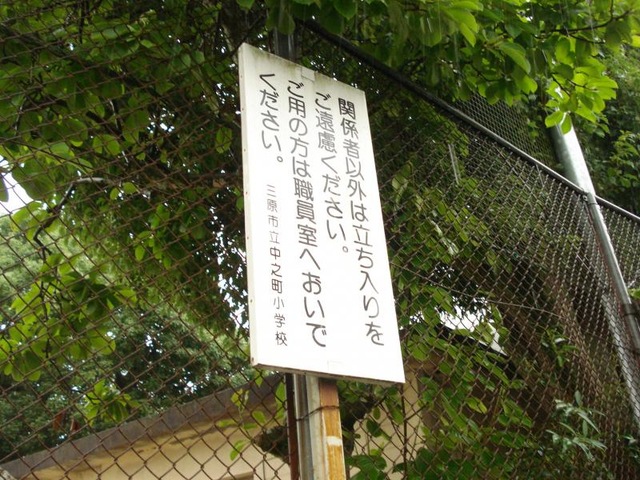 関係者以外は立ち入りを
ご遠慮ください。
ご用の方は職員室へおいで
ください。
三原市立中之町小学校